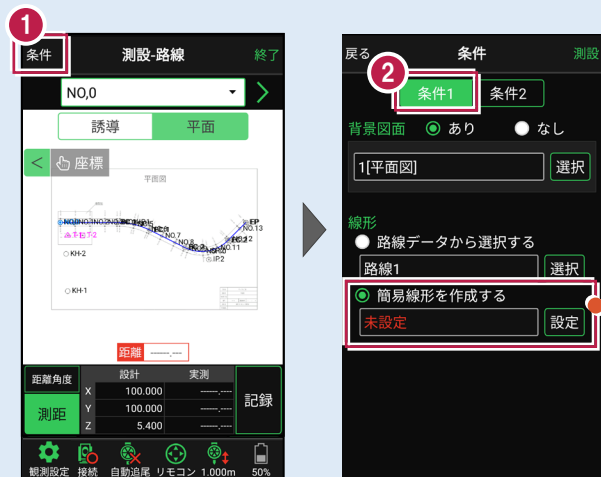 1
条件 測設-路線 終了
NO,0
誘導 平面
< 座標
平面図
NO.7
NO.8
NO.11
NO.13
EP
IP.2
T-1
T-2
KH-2
KH-1
距離 -----.---
距離角度 設計 実測
X 100.000 -----.---
Y 100.000 -----.---
Z 5.400 -----.---
測距
記録
観測設定 接続 自動追尾 リモコン 1.000m 50%
戻る 条件 測設
2
条件1 条件2
背景図面 あり なし
1[平面図] 選択
線形
路線データから選択する
路線1 選択
簡易線形を作成する
未設定 設定